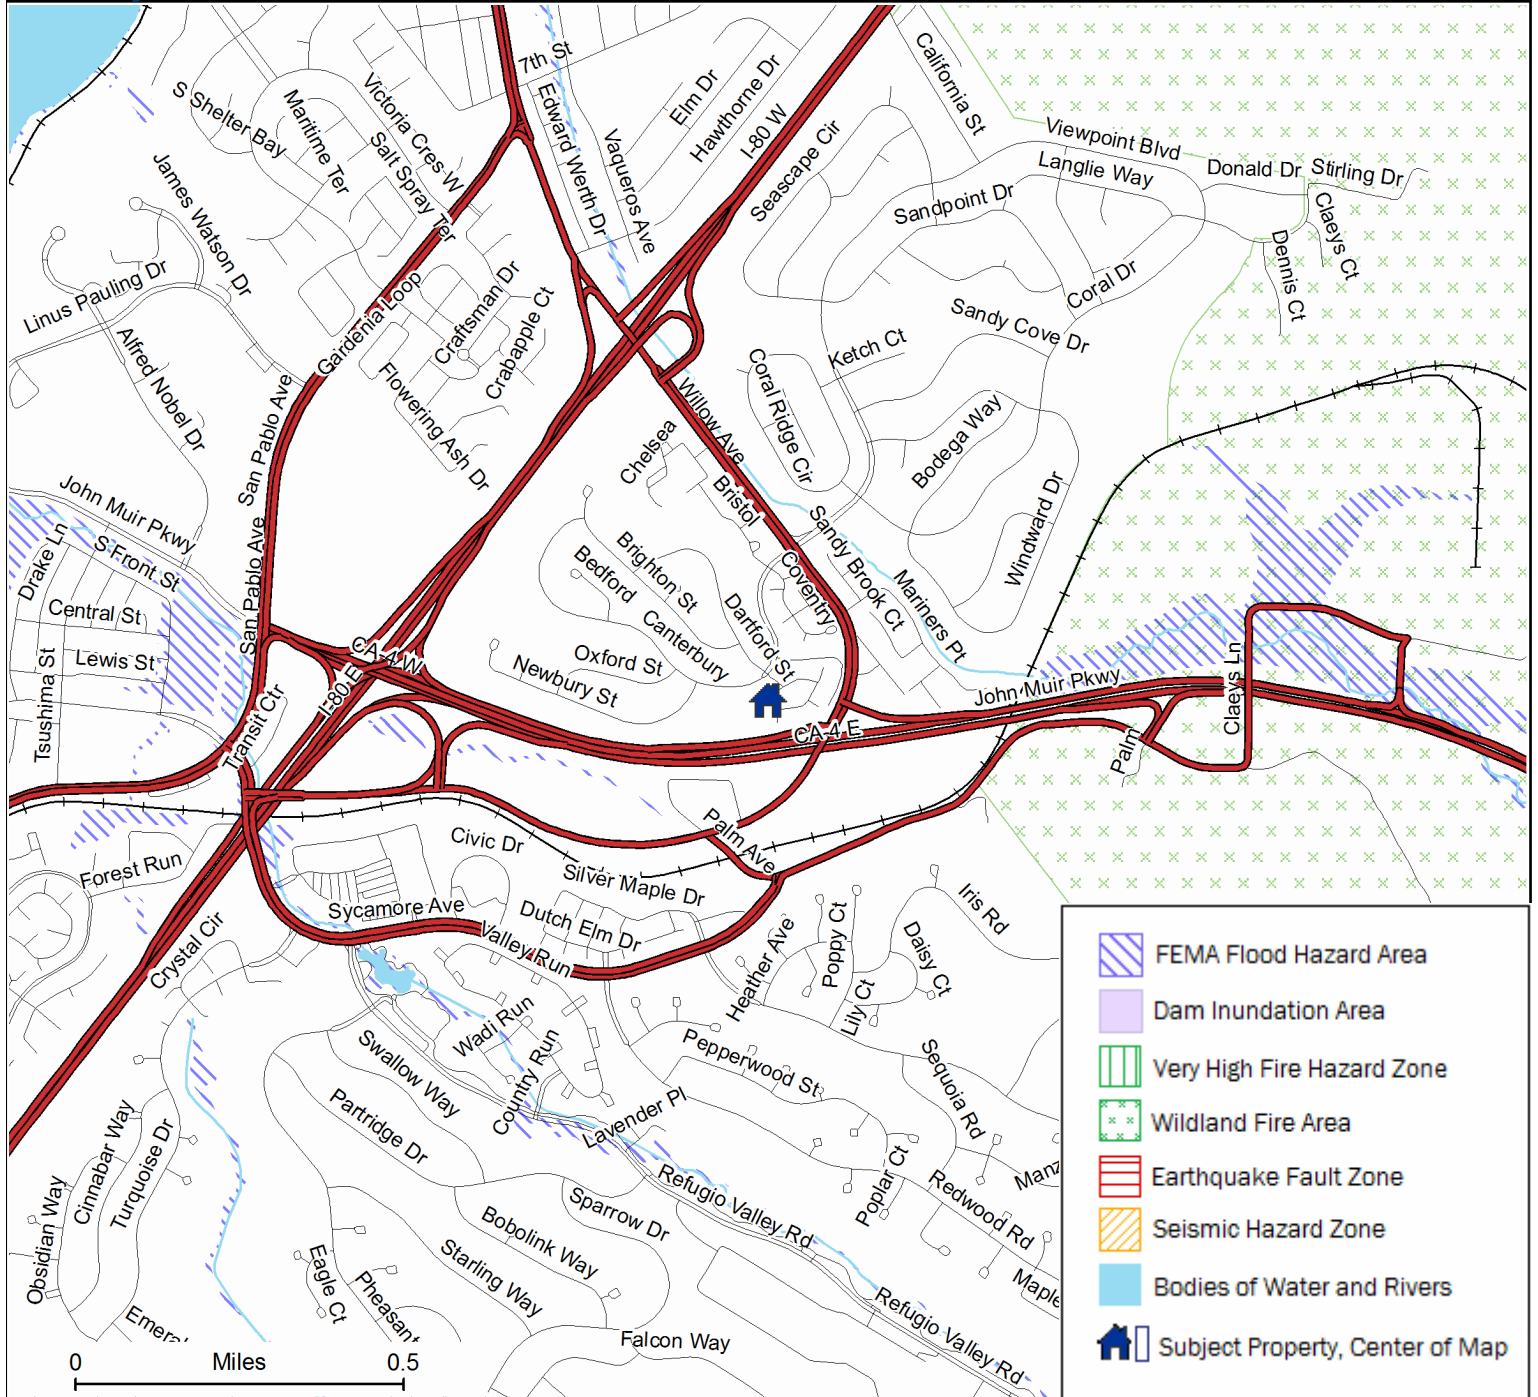 7th St
California St
S Shelter Bay
Maritime Ter
Victoria Cres W
Salt Spray Ter
Edward Werth Dr
Vaqueros Ave
Elm Dr
Hawthorne Dr
I-80 W
Seascape Cir
Viewpoint Blvd
Langlie Way
Donald Dr
Stirling Dr
Sandpoint Dr
Claeys Ct
Dennis Ct
James Watson Dr
Linus Pauling Dr
Gardenia Loop
Craftsman Dr
Crabapple Ct
Coral Dr
Sandy Cove Dr
Alfred Nobel Dr
Flowering Ash Dr
San Pablo Ave
Ketch Ct
Coral Ridge Cir
Willow Ave
Chelsea
Bristol
Bodega Way
Windward Dr
John Muir Pkwy
S Front St
Drake Ln
San Pablo Ave
Central St
Lewis St
Tsushima St
Brighton St
Bedford
Canterbury
Dartford St
Coventry
Sandy Brook Ct
Mariners Pt
Oxford St
Newbury St
CA-4 W
I-80 E
Transit Ctr
CA-4 E
John Muir Pkwy
Claeys Ln
Palm
Palm Ave
Civic Dr
Silver Maple Dr
Forest Run
Sycamore Ave
Dutch Elm Dr
Valley Run
Crystal Cir
Heather Ave
Poppy Ct
Lily Ct
Daisy Ct
Iris Rd
Wadi Run
Country Run
Swallow Way
Partridge Dr
Lavender Pl
Pepperwood St
Sequoia Rd
Poplar Ct
Redwood Rd
Manz
Maple
Cinnabar Way
Turquoise Dr
Obsidian Way
Emeral
Eagle Ct
Pheasant
Bobolink Way
Starling Way
Sparrow Dr
Refugio Valley Rd
Refugio Valley Rd
Falcon Way
0 Miles 0.5
FEMA Flood Hazard Area
Dam Inundation Area
Very High Fire Hazard Zone
Wildland Fire Area
Earthquake Fault Zone
Seismic Hazard Zone
Bodies of Water and Rivers
Subject Property, Center of Map